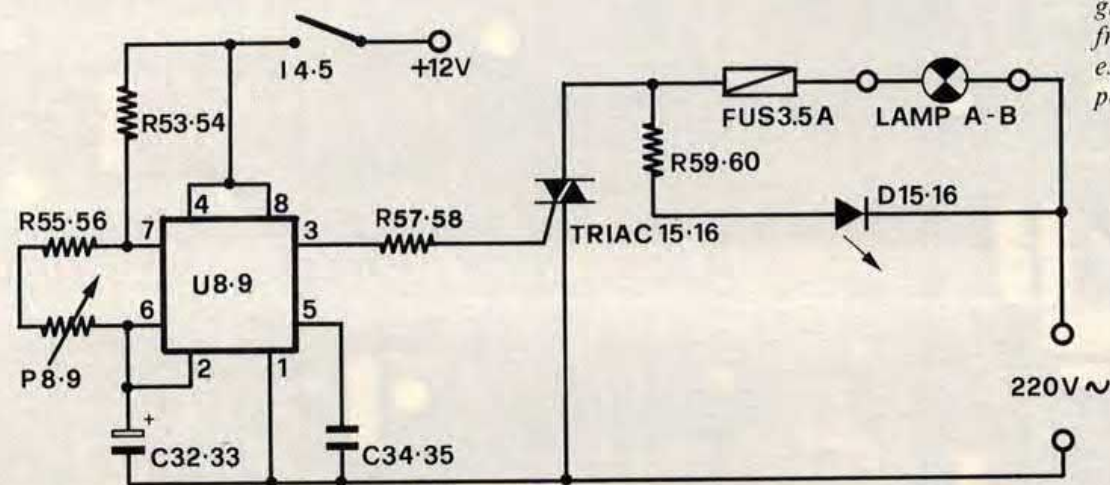 I 4·5
+12V
R53·54
FUS3.5A
LAMP A-B
R59·60
4
8
R55·56
7
3
R57·58
D15·16
TRIAC 15·16
U8·9
6
5
P8·9
2
1
220V ~
+
C32·33
C34·35